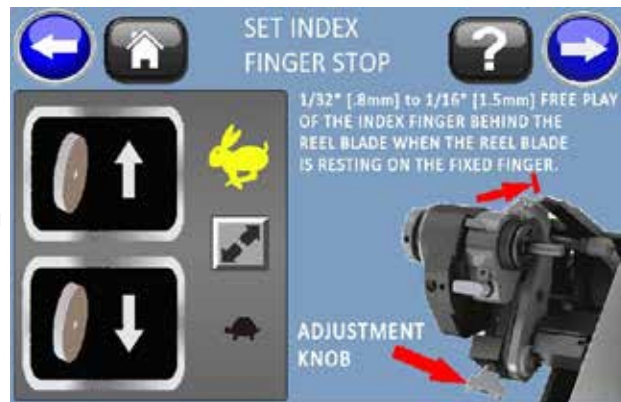 SET INDEX
FINGER STOP
?
1/32" [.8mm] to 1/16" [1.5mm] FREE PLAY
OF THE INDEX FINGER BEHIND THE
REEL BLADE WHEN THE REEL BLADE
IS RESTING ON THE FIXED FINGER.
ADJUSTMENT
KNOB